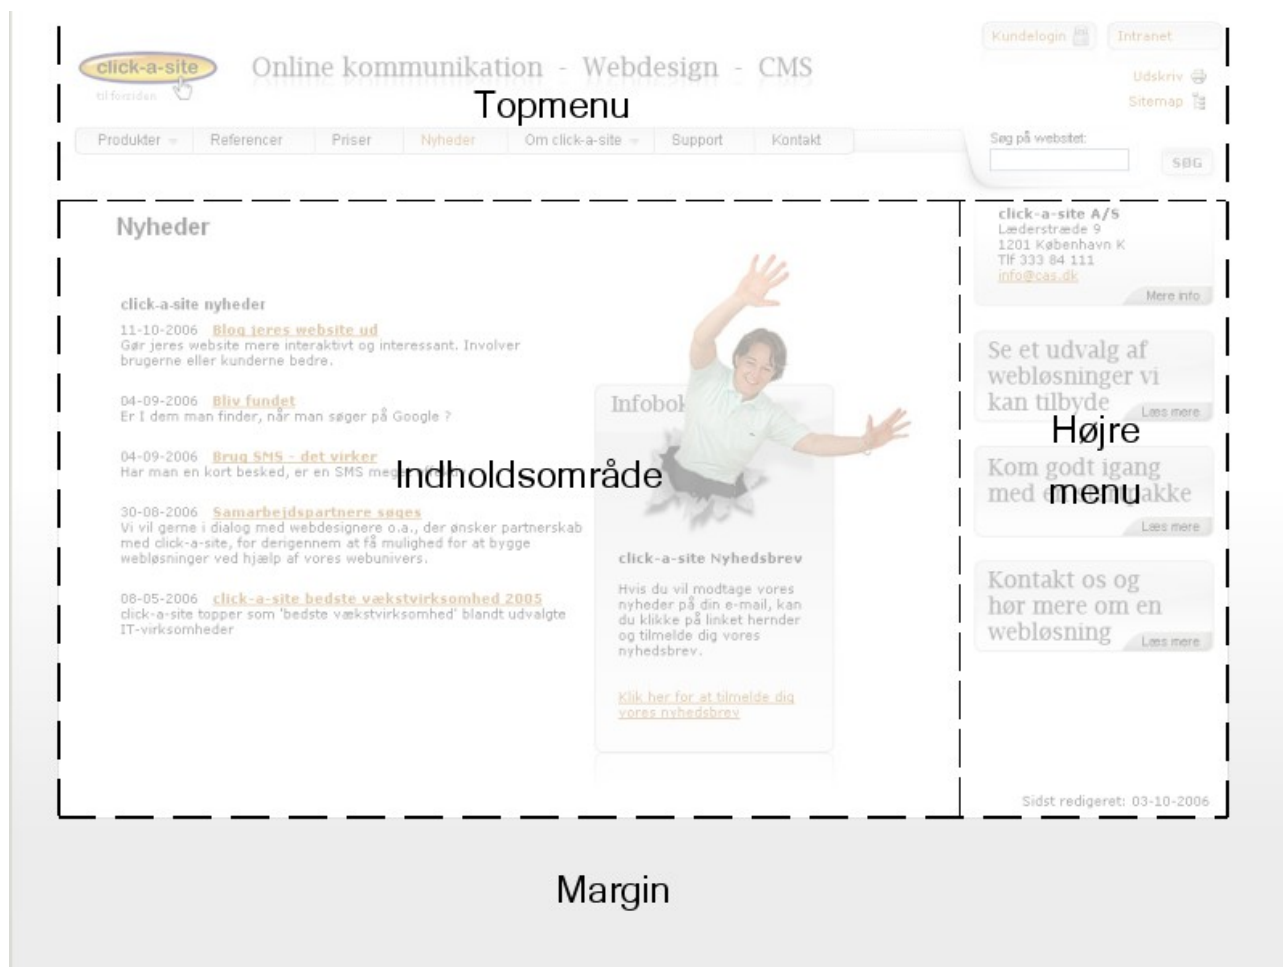 Kundelogin
Intranet
click-a-site
til forsiden
Online kommunikation - Webdesign - CMS
Udskriv
Sitemap
Topmenu
Produkter
Referencer
Priser
Nyheder
Om click-a-site
Support
Kontakt
Søg på websitet:
SØG
Nyheder
click-a-site nyheder
11-10-2006 Blog jeres website ud
Gør jeres website mere interaktivt og interessant. Involver
brugerne eller kunderne bedre.
04-09-2006 Bliv fundet
Er I dem man finder, når man søger på Google ?
04-09-2006 Brug SMS - det virker
Har man en kort besked, er en SMS
Indholdsområde
30-08-2006 Samarbejdspartnere søges
Vi vil gerne i dialog med webdesignere o.a., der ønsker partnerskab
med click-a-site, for derigennem at få mulighed for at bygge
webløsninger ved hjælp af vores webunivers.
08-05-2006 click-a-site bedste vækstvirksomhed 2005
click-a-site topper som 'bedste vækstvirksomhed' blandt udvalgte
IT-virksomheder
click-a-site Nyhedsbrev
Hvis du vil modtage vores
nyheder på din e-mail, kan
du klikke på linket hernder
og tilmelde dig vores
nyhedsbrev.
Klik her for at tilmelde dig
vores nyhedsbrev
click-a-site A/S
Læderstræde 9
1201 København K
Tlf 333 84 111
info@cas.dk
Mere info
Se et udvalg af
webløsninger vi
kan tilbyde
Læs mere
Højre
menu
Kom godt igang
med
Læs mere
Kontakt os og
hør mere om en
webløsning
Læs mere
Sidst redigeret: 03-10-2006
Margin